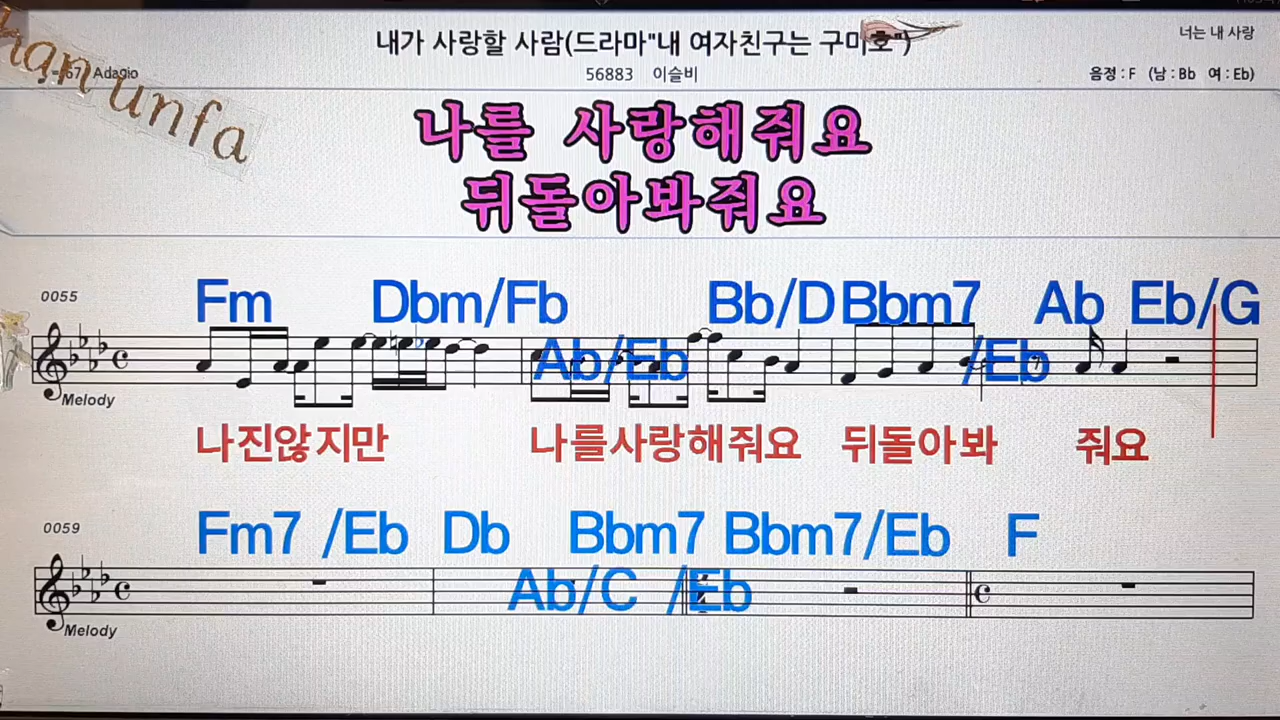 너는 내 사랑
내가 사랑할 사람(드라마"내 여자친구는 구미호")
=67 Adagio
56883 이슬비
음정 : F (남 : Bb 여 : Eb)
han unfa
나를 사랑해줘요
뒤돌아봐줘요
0055
Fm Dbm/Fb Bb/D Bbm7 Ab Eb/G
Ab/Eb /Eb
Melody
나진않지만 나를사랑해줘요 뒤돌아봐 줘요
0059
Fm7 /Eb Db Bbm7 Bbm7/Eb F
Ab/C /Eb
Melody